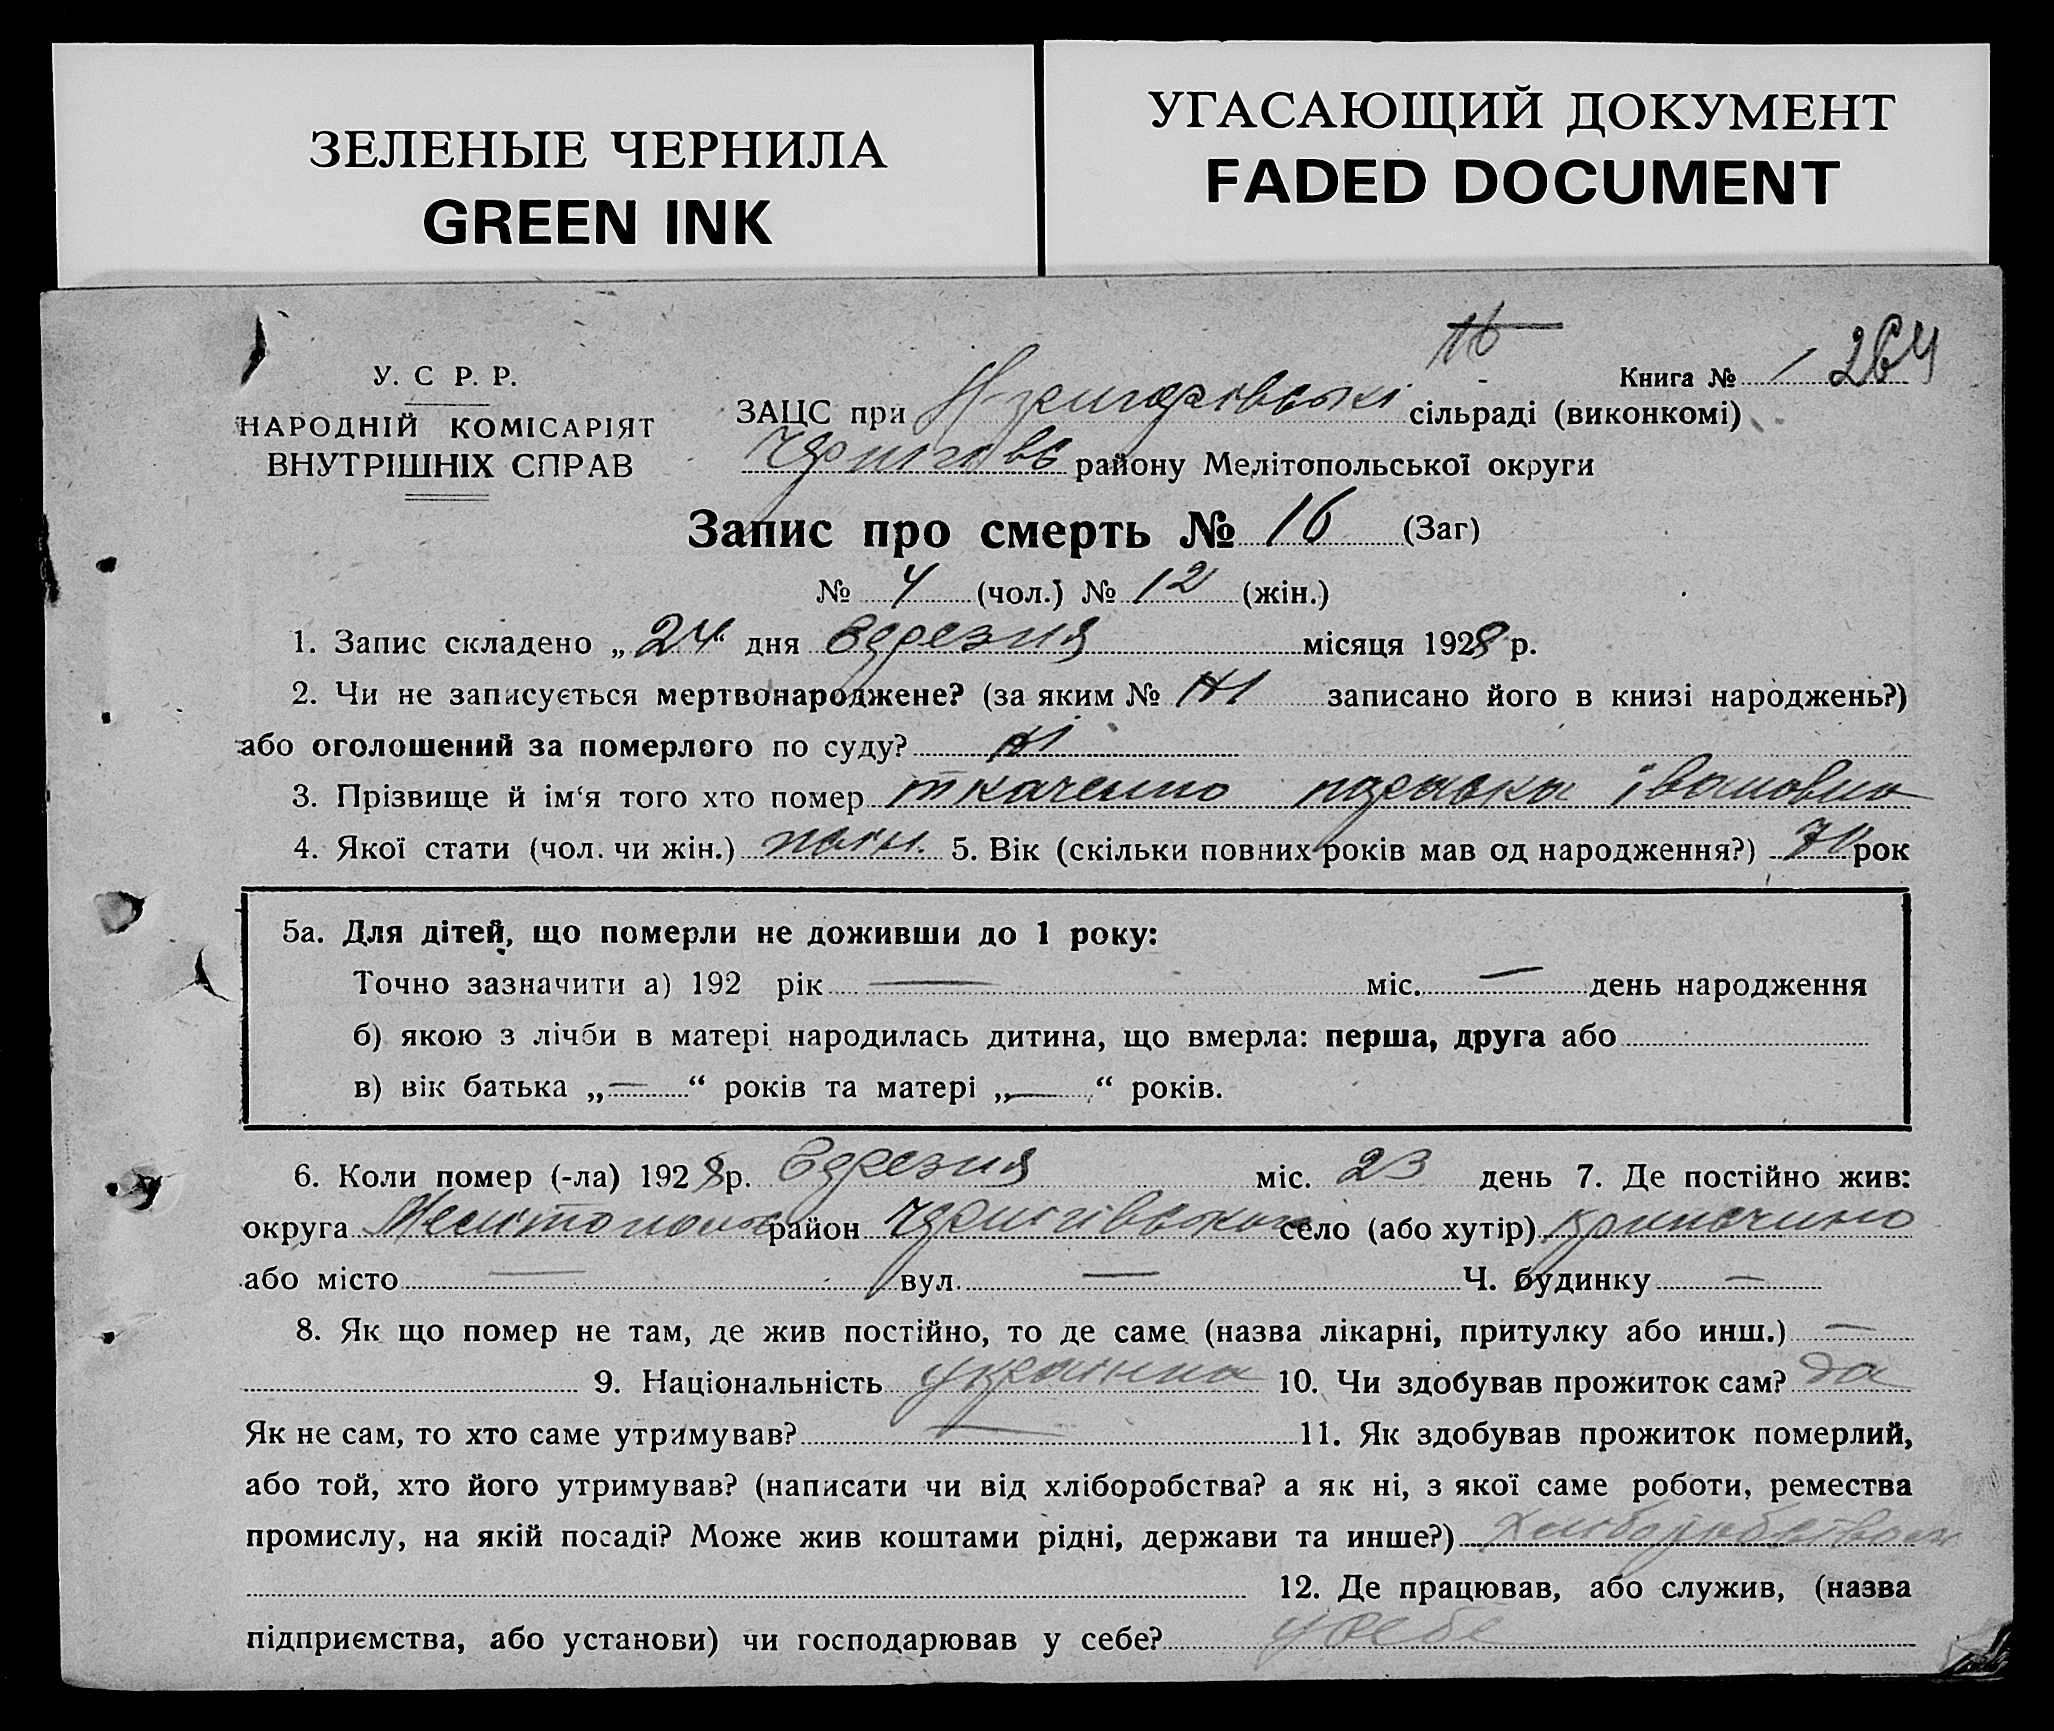 ЗЕЛЕНЫЕ ЧЕРНИЛА
GREEN INK
УГАСАЮЩИЙ ДОКУМЕНТ
FADED DOCUMENT
16
У. С Р. Р.
НАРОДНІЙ КОМІСАРІЯТ
ВНУТРІШНІХ СПРАВ
Книга № 1 264
ЗАЦС при сільраді (виконкомі)
району Мелітопольської округи
Запис про смерть № 16 (Заг)
№ 4 (чол.) № 12 (жін.)
1. Запис складено „24" дня березня місяця 1928 р.
2. Чи не записується мертвонароджене? (за яким № ні записано його в книзі народжень?)
або оголошений за померлого по суду? ні
3. Прізвище й ім‘я того хто помер ткаченко параска івановна
4. Якої стати (чол. чи жін.) 5. Вік (скільки повних років мав од народження?) рок
5а. Для дітей, що померли не доживши до 1 року:
Точно зазначити а) 192 рік — міс. — день народження
б) якою з лічби в матері народилась дитина, що вмерла: перша, друга або
в) вік батька „—“ років та матері „—“ років.
6. Коли помер (-ла) 1928 р. березня міс. 23 день 7. Де постійно жив:
округа район село (або хутір)
або місто — вул. — Ч. будинку —
8. Як що помер не там, де жив постійно, то де саме (назва лікарні, притулку або инш.) —
9. Національність українка 10. Чи здобував прожиток сам? да
Як не сам, то хто саме утримував? — 11. Як здобував прожиток померлий,
або той, хто його утримував? (написати чи від хліборобства? а як ні, з якої саме роботи, ремества
промислу, на якій посаді? Може жив коштами рідні, держави та инше?)
12. Де працював, або служив, (назва
підприємства, або установи) чи господарював у себе? у себе